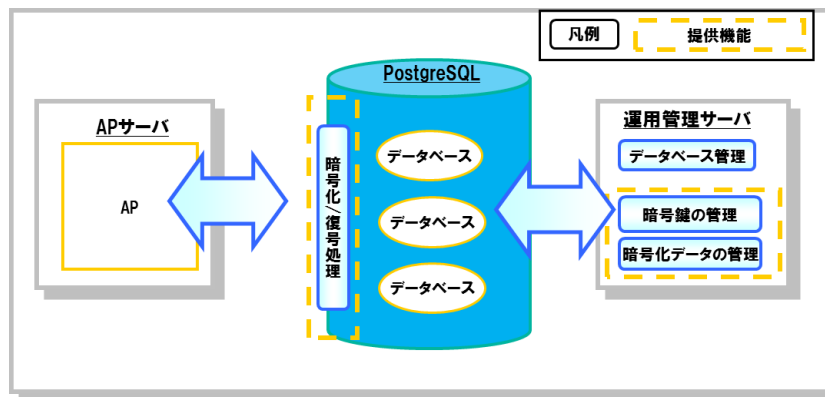 凡例
提供機能
PostgreSQL
APサーバ
AP
暗号化/復号処理
データベース
データベース
データベース
運用管理サーバ
データベース管理
暗号鍵の管理
暗号化データの管理